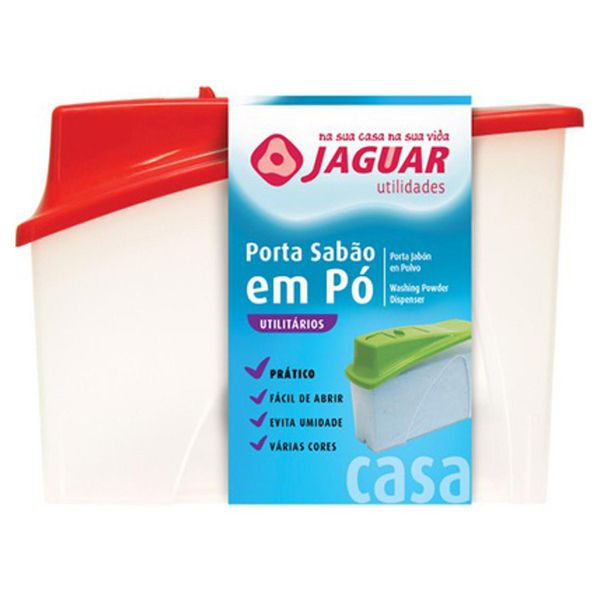 na sua casa na sua vida
JAGUAR
utilidades
Porta Sabão
em Pó
Porta Jabón
en Polvo
Washing Powder
Dispenser
UTILITÁRIOS
PRÁTICO
FÁCIL DE ABRIR
EVITA UMIDADE
VÁRIAS CORES
casa